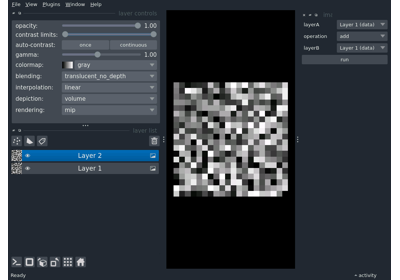 File View Plugins Window Help
layer controls
opacity: 1.00
contrast limits:
auto-contrast: once continuous
gamma: 1.00
colormap: gray
blending: translucent_no_depth
interpolation: linear
depiction: volume
rendering: mip
layer list
Layer 2
Layer 1
layerA Layer 1 (data)
operation add
layerB Layer 1 (data)
run
Ready
activity